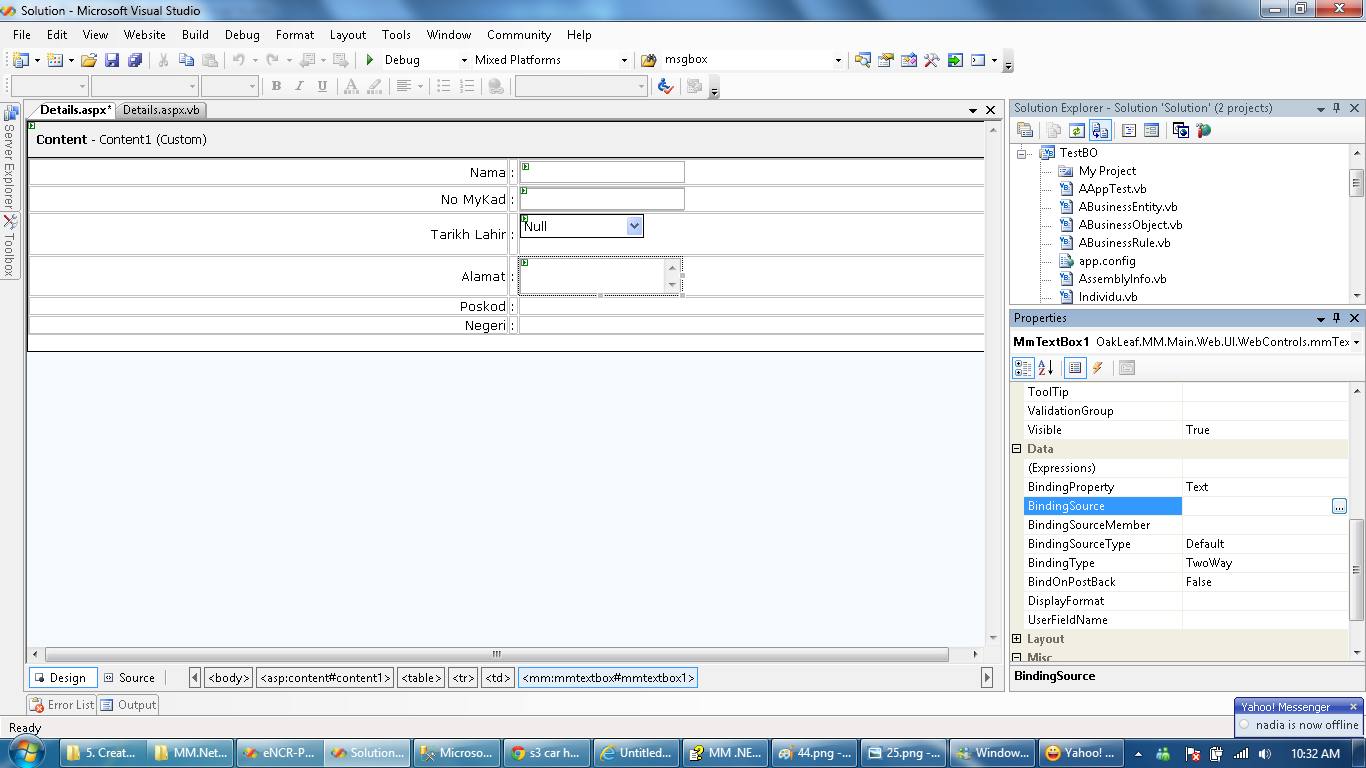 Solution - Microsoft Visual Studio
File Edit View Website Build Debug Format Layout Tools Window Community Help
Debug Mixed Platforms msgbox
B I U A
Server Explorer
Toolbox
Details.aspx* Details.aspx.vb
Content - Content1 (Custom)
Nama :
No MyKad :
Tarikh Lahir : Null
Alamat :
Poskod :
Negeri :
Design Source <body> <asp:content#content1> <table> <tr> <td> <mm:mmtextbox#mmtextbox1>
Error List Output
Ready
Solution Explorer - Solution 'Solution' (2 projects)
TestBO
My Project
AAppTest.vb
ABusinessEntity.vb
ABusinessObject.vb
ABusinessRule.vb
app.config
AssemblyInfo.vb
Individu.vb
Properties
MmTextBox1 OakLeaf.MM.Main.Web.UI.WebControls.mmTex
ToolTip
ValidationGroup
Visible True
Data
(Expressions)
BindingProperty Text
BindingSource ...
BindingSourceMember
BindingSourceType Default
BindingType TwoWay
BindOnPostBack False
DisplayFormat
UserFieldName
Layout
Misc
BindingSource
Yahoo! Messenger
nadia is now offline
5. Creat... MM.Net... eNCR-P... Solution... Microso... s3 car h... Untitled... MM .NE... 44.png -... 25.png -... Window... Yahoo! ... 10:32 AM